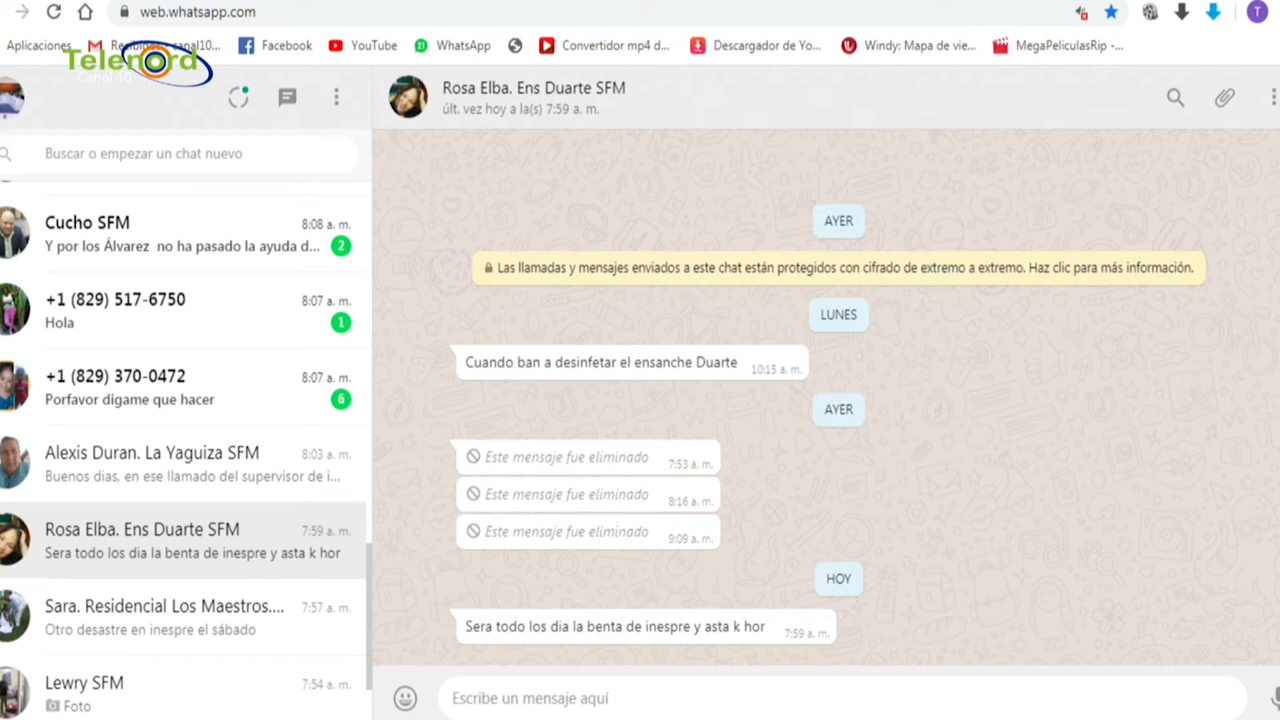 web.whatsapp.com
Aplicaciones
Facebook
YouTube
WhatsApp
Convertidor mp4 d...
Descargador de Yo...
Windy: Mapa de vie...
MegaPeliculasRip -...
T
Telenord
Canal 10
Buscar o empezar un chat nuevo
Cucho SFM
8:08 a. m.
Y por los Álvarez no ha pasado la ayuda d...
2
+1 (829) 517-6750
8:07 a. m.
Hola
1
+1 (829) 370-0472
8:07 a. m.
Porfavor digame que hacer
6
Alexis Duran. La Yaguiza SFM
8:03 a. m.
Buenos dias, en ese llamado del supervisor de i...
Rosa Elba. Ens Duarte SFM
7:59 a. m.
Sera todo los dia la benta de inespre y asta k hor
Sara. Residencial Los Maestros....
7:57 a. m.
Otro desastre en inespre el sábado
Lewry SFM
7:54 a. m.
Foto
Rosa Elba. Ens Duarte SFM
últ. vez hoy a la(s) 7:59 a. m.
AYER
Las llamadas y mensajes enviados a este chat están protegidos con cifrado de extremo a extremo. Haz clic para más información.
LUNES
Cuando ban a desinfetar el ensanche Duarte
10:15 a. m.
AYER
Este mensaje fue eliminado
7:53 a. m.
Este mensaje fue eliminado
8:16 a. m.
Este mensaje fue eliminado
9:09 a. m.
HOY
Sera todo los dia la benta de inespre y asta k hor
7:59 a. m.
Escribe un mensaje aquí